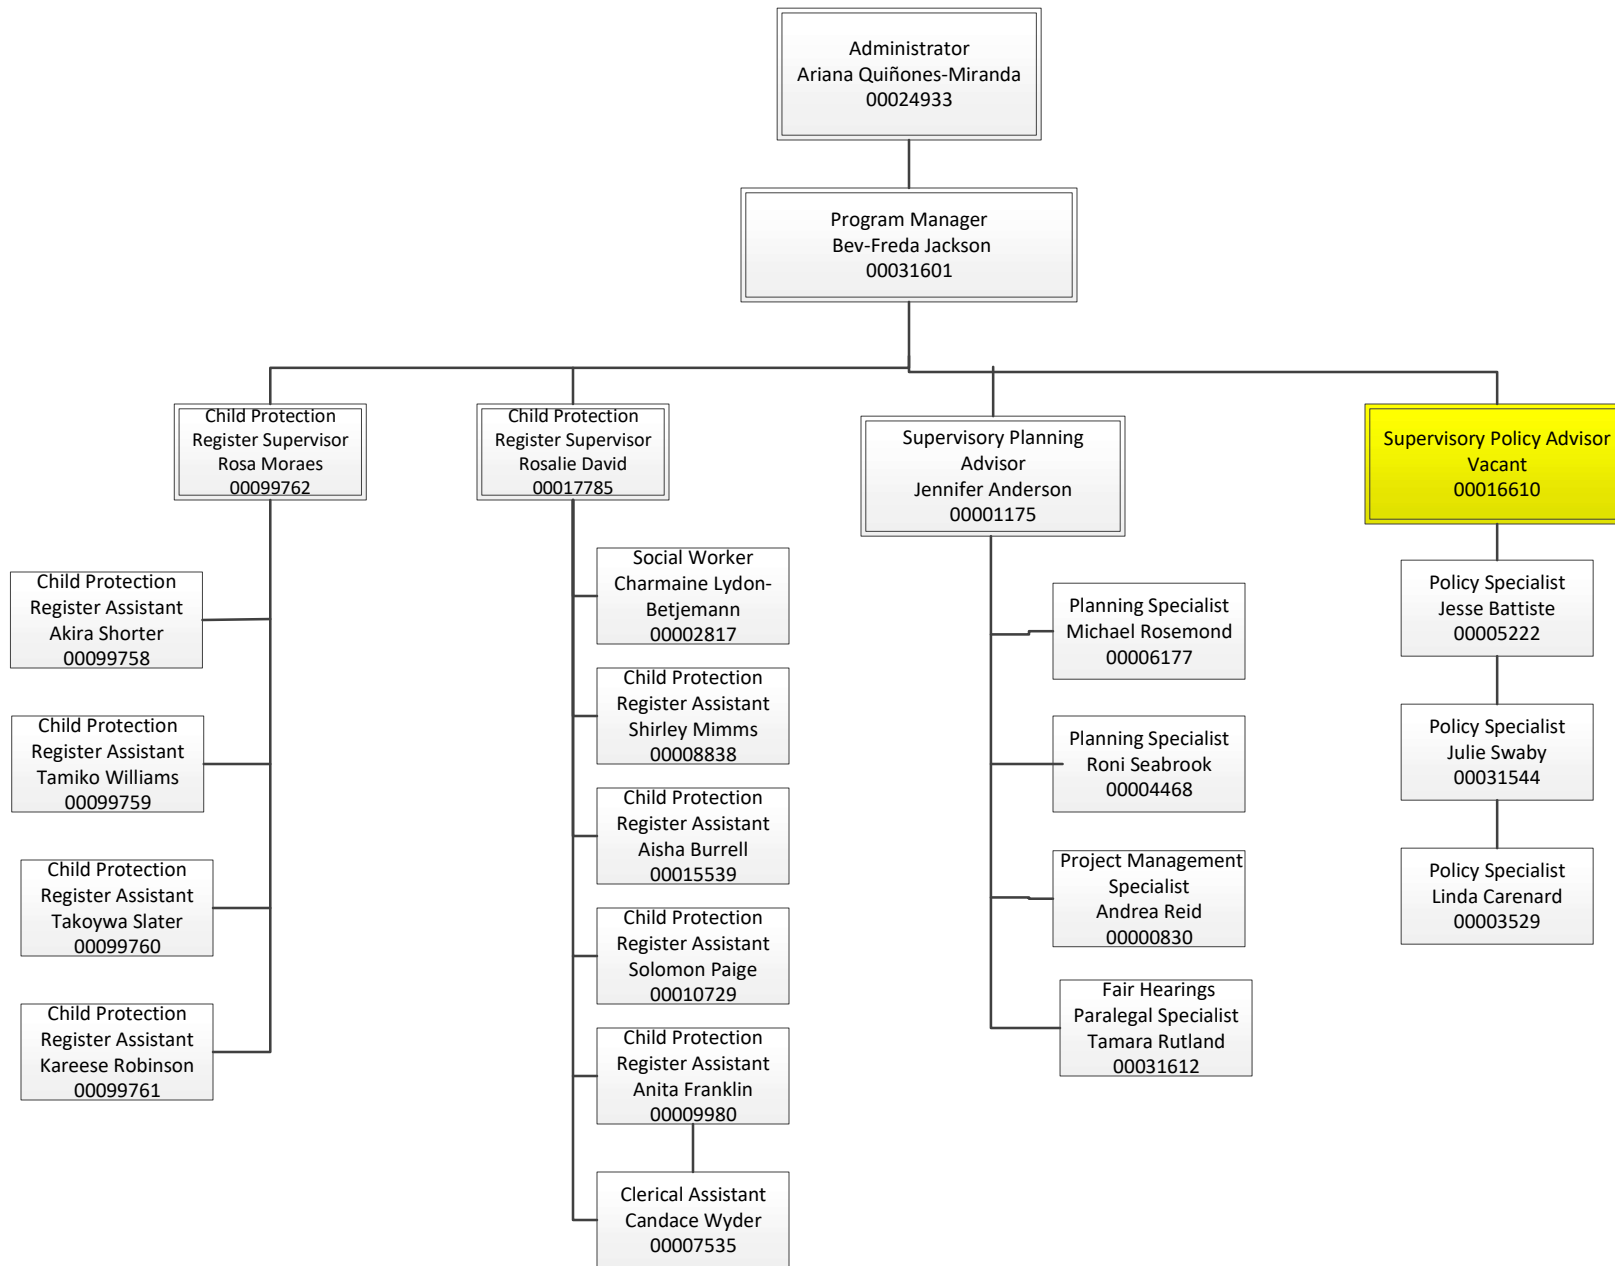 Administrator
Ariana Quiñones-Miranda
00024933
Program Manager
Bev-Freda Jackson
00031601
Child Protection
Register Supervisor
Rosa Moraes
00099762
Child Protection
Register Supervisor
Rosalie David
00017785
Supervisory Planning
Advisor
Jennifer Anderson
00001175
Supervisory Policy Advisor
Vacant
00016610
Child Protection
Register Assistant
Akira Shorter
00099758
Child Protection
Register Assistant
Tamiko Williams
00099759
Child Protection
Register Assistant
Takoywa Slater
00099760
Child Protection
Register Assistant
Kareese Robinson
00099761
Social Worker
Charmaine Lydon-
Betjemann
00002817
Child Protection
Register Assistant
Shirley Mimms
00008838
Child Protection
Register Assistant
Aisha Burrell
00015539
Child Protection
Register Assistant
Solomon Paige
00010729
Child Protection
Register Assistant
Anita Franklin
00009980
Clerical Assistant
Candace Wyder
00007535
Planning Specialist
Michael Rosemond
00006177
Planning Specialist
Roni Seabrook
00004468
Project Management
Specialist
Andrea Reid
00000830
Fair Hearings
Paralegal Specialist
Tamara Rutland
00031612
Policy Specialist
Jesse Battiste
00005222
Policy Specialist
Julie Swaby
00031544
Policy Specialist
Linda Carenard
00003529